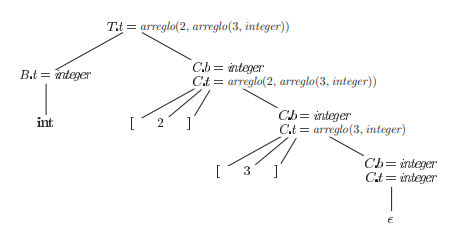 T.t = arreglo(2, arreglo(3, integer))
B.t = integer
C.b = integer
C.t = arreglo(2, arreglo(3, integer))
int
[ 2 ]
C.b = integer
C.t = arreglo(3, integer)
[ 3 ]
C.b = integer
C.t = integer
ϵ